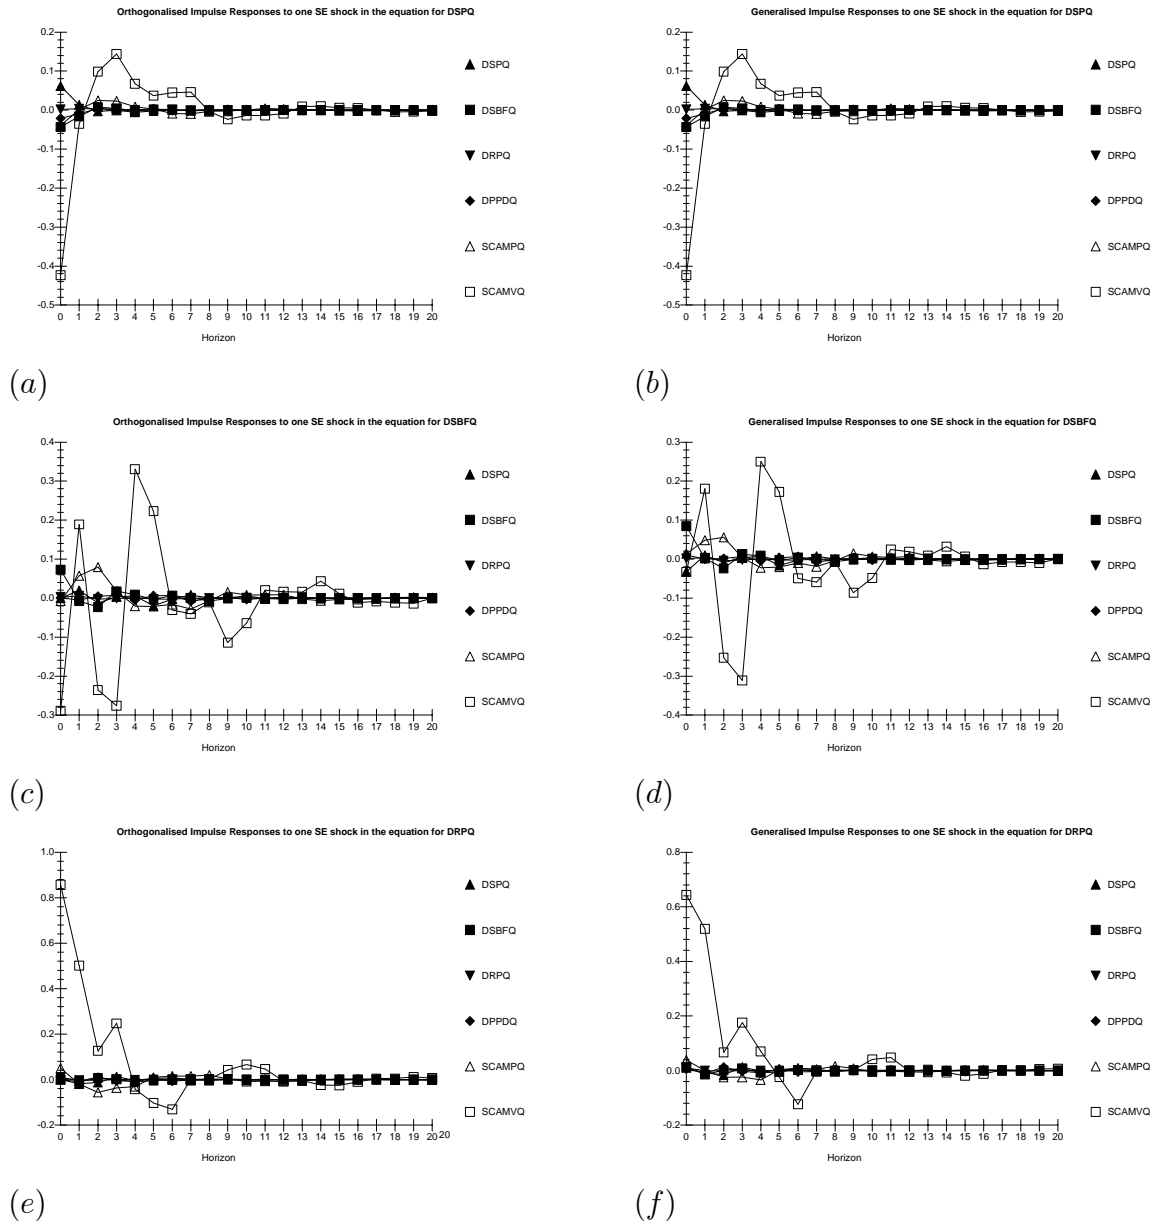 Orthogonalised Impulse Responses to one SE shock in the equation for DSPQ
0.2
0.1
0.0
-0.1
-0.2
-0.3
-0.4
-0.5
0 1 2 3 4 5 6 7 8 9 10 11 12 13 14 15 16 17 18 19 20
Horizon
DSPQ
DSBFQ
DRPQ
DPPDQ
SCAMPQ
SCAMVQ
(a)
Generalised Impulse Responses to one SE shock in the equation for DSPQ
0.2
0.1
0.0
-0.1
-0.2
-0.3
-0.4
-0.5
0 1 2 3 4 5 6 7 8 9 10 11 12 13 14 15 16 17 18 19 20
Horizon
DSPQ
DSBFQ
DRPQ
DPPDQ
SCAMPQ
SCAMVQ
(b)
Orthogonalised Impulse Responses to one SE shock in the equation for DSBFQ
0.4
0.3
0.2
0.1
0.0
-0.1
-0.2
-0.3
0 1 2 3 4 5 6 7 8 9 10 11 12 13 14 15 16 17 18 19 20
Horizon
DSPQ
DSBFQ
DRPQ
DPPDQ
SCAMPQ
SCAMVQ
(c)
Generalised Impulse Responses to one SE shock in the equation for DSBFQ
0.3
0.2
0.1
0.0
-0.1
-0.2
-0.3
-0.4
0 1 2 3 4 5 6 7 8 9 10 11 12 13 14 15 16 17 18 19 20
Horizon
DSPQ
DSBFQ
DRPQ
DPPDQ
SCAMPQ
SCAMVQ
(d)
Orthogonalised Impulse Responses to one SE shock in the equation for DRPQ
1.0
0.8
0.6
0.4
0.2
0.0
-0.2
0 1 2 3 4 5 6 7 8 9 10 11 12 13 14 15 16 17 18 19 20 20
Horizon
DSPQ
DSBFQ
DRPQ
DPPDQ
SCAMPQ
SCAMVQ
(e)
Generalised Impulse Responses to one SE shock in the equation for DRPQ
0.8
0.6
0.4
0.2
0.0
-0.2
0 1 2 3 4 5 6 7 8 9 10 11 12 13 14 15 16 17 18 19 20
Horizon
DSPQ
DSBFQ
DRPQ
DPPDQ
SCAMPQ
SCAMVQ
(f)